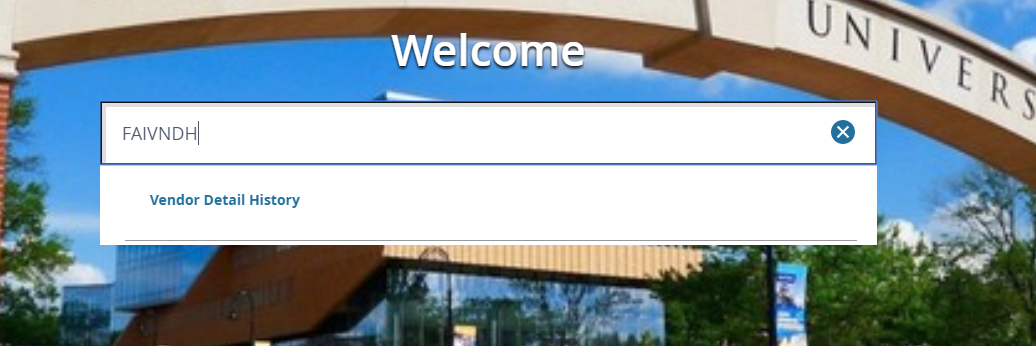 UNIVERS
Welcome
FAIVNDH
Vendor Detail History